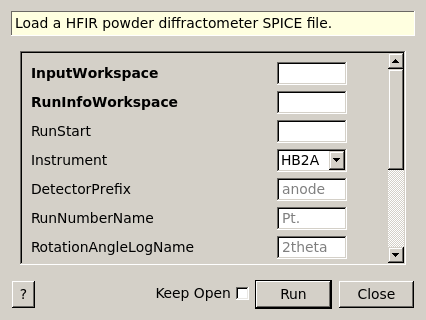 Load a HFIR powder diffractometer SPICE file.
InputWorkspace
RunInfoWorkspace
RunStart
Instrument HB2A
DetectorPrefix anode
RunNumberName Pt.
RotationAngleLogName 2theta
? Keep Open Run Close